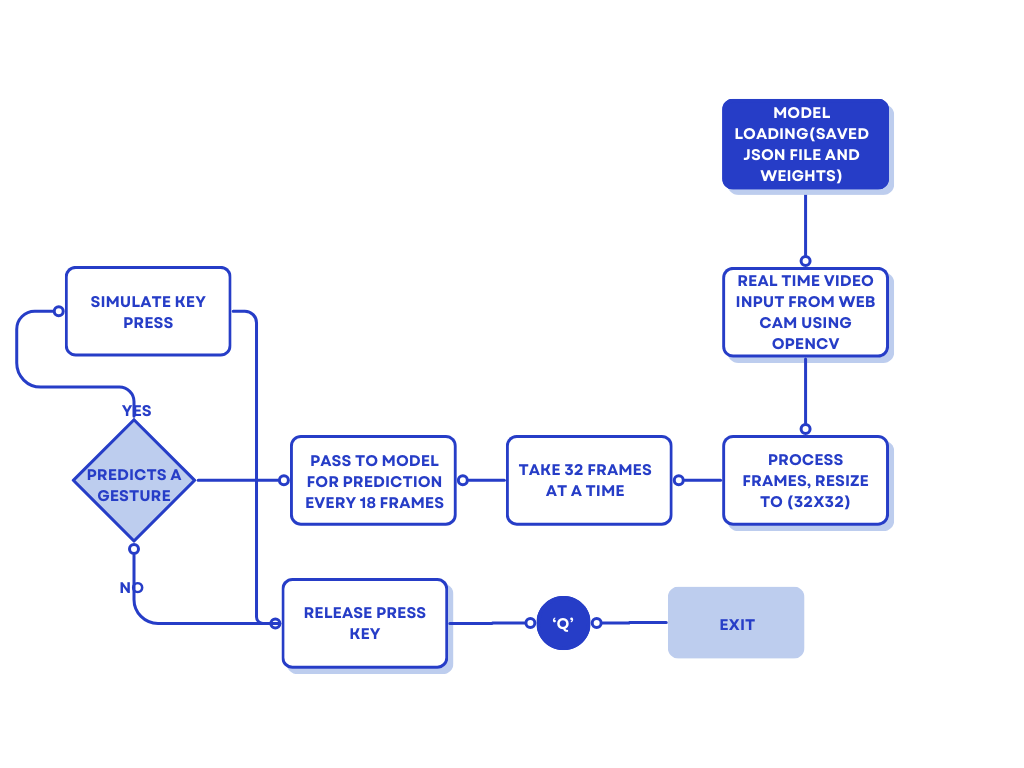 MODEL
LOADING(SAVED
JSON FILE AND
WEIGHTS)
REAL TIME VIDEO
INPUT FROM WEB
CAM USING
OPENCV
PROCESS
FRAMES, RESIZE
TO (32X32)
TAKE 32 FRAMES
AT A TIME
PASS TO MODEL
FOR PREDICTION
EVERY 18 FRAMES
PREDICTS A
GESTURE
YES
SIMULATE KEY
PRESS
NO
RELEASE PRESS
KEY
‘Q’
EXIT